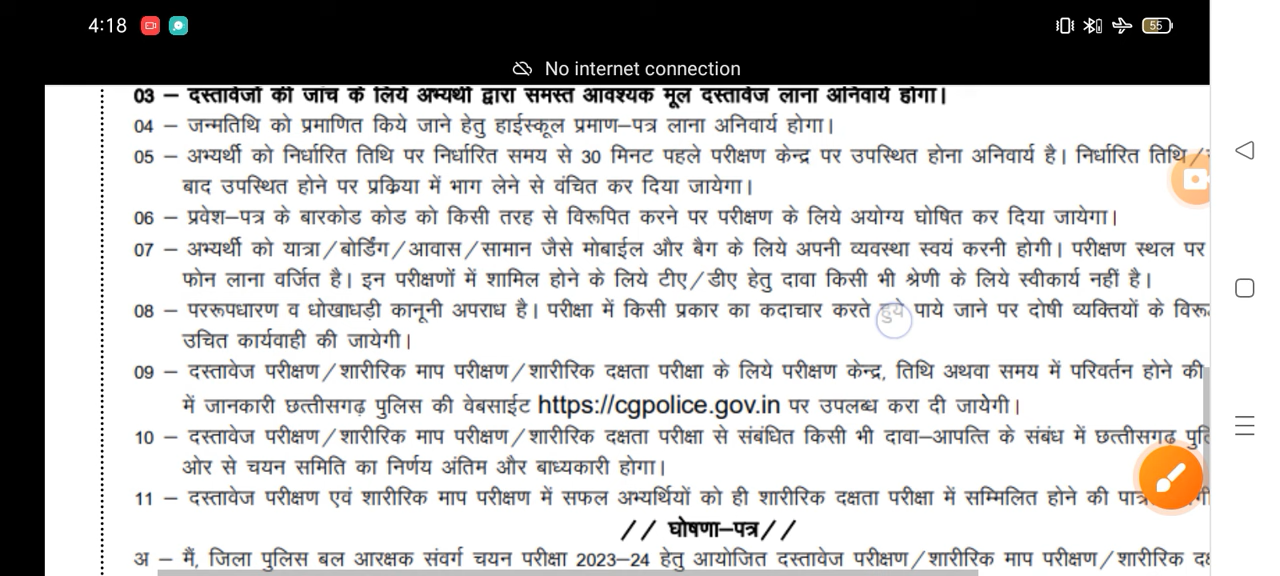 4:18
55
No internet connection
03 – दस्तावेजों की जांच के लिये अभ्यर्थी द्वारा समस्त आवश्यक मूल दस्तावेज लाना अनिवार्य होगा।
04 – जन्मतिथि को प्रमाणित किये जाने हेतु हाईस्कूल प्रमाण–पत्र लाना अनिवार्य होगा।
05 – अभ्यर्थी को निर्धारित तिथि पर निर्धारित समय से 30 मिनट पहले परीक्षण केन्द्र पर उपस्थित होना अनिवार्य है। निर्धारित तिथि/
बाद उपस्थित होने पर प्रक्रिया में भाग लेने से वंचित कर दिया जायेगा।
06 – प्रवेश–पत्र के बारकोड कोड को किसी तरह से विरूपित करने पर परीक्षण के लिये अयोग्य घोषित कर दिया जायेगा।
07 – अभ्यर्थी को यात्रा/बोर्डिंग/आवास/सामान जैसे मोबाईल और बैग के लिये अपनी व्यवस्था स्वयं करनी होगी। परीक्षण स्थल पर
फोन लाना वर्जित है। इन परीक्षणों में शामिल होने के लिये टीए/डीए हेतु दावा किसी भी श्रेणी के लिये स्वीकार्य नहीं है।
08 – पररूपधारण व धोखाधड़ी कानूनी अपराध है। परीक्षा में किसी प्रकार का कदाचार करते हुये पाये जाने पर दोषी व्यक्तियों के
उचित कार्यवाही की जायेगी।
09 – दस्तावेज परीक्षण/शारीरिक माप परीक्षण/शारीरिक दक्षता परीक्षा के लिये परीक्षण केन्द्र, तिथि अथवा समय में परिवर्तन होने की
में जानकारी छत्तीसगढ़ पुलिस की वेबसाईट https://cgpolice.gov.in पर उपलब्ध करा दी जायेगी।
10 – दस्तावेज परीक्षण/शारीरिक माप परीक्षण/शारीरिक दक्षता परीक्षा से संबंधित किसी भी दावा–आपत्ति के संबंध में छत्तीसगढ़
ओर से चयन समिति का निर्णय अंतिम और बाध्यकारी होगा।
11 – दस्तावेज परीक्षण एवं शारीरिक माप परीक्षण में सफल अभ्यर्थियों को ही शारीरिक दक्षता परीक्षा में सम्मिलित होने की
// घोषणा–पत्र//
अ – मैं, जिला पुलिस बल आरक्षक संवर्ग चयन परीक्षा 2023–24 हेतु आयोजित दस्तावेज परीक्षण/शारीरिक माप परीक्षण/शारीरिक